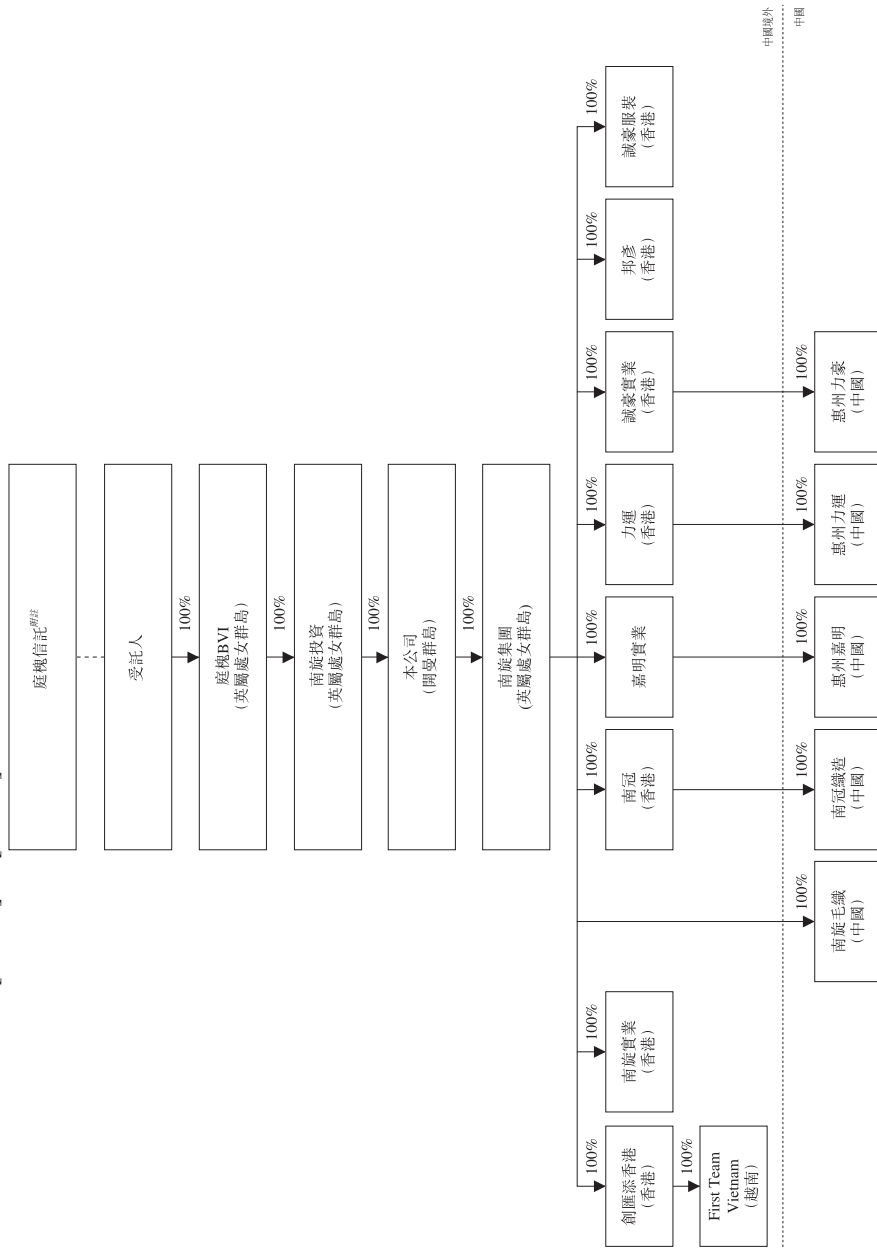 庭槐信託附註
受託人
100%
庭槐BVI
(英屬處女群島)
100%
南旋投資
(英屬處女群島)
100%
本公司
(開曼群島)
100%
南旋集團
(英屬處女群島)
100%
創匯添香港
(香港)
100%
First Team
Vietnam
(越南)
100%
南旋實業
(香港)
100%
南旋毛織
(中國)
100%
南冠
(香港)
100%
南冠織造
(中國)
100%
嘉明實業
100%
惠州嘉明
(中國)
100%
力運
(香港)
100%
惠州力運
(中國)
100%
誠豪實業
(香港)
100%
惠州力豪
(中國)
100%
邦彥
(香港)
100%
誠豪服裝
(香港)
中國境外
中國